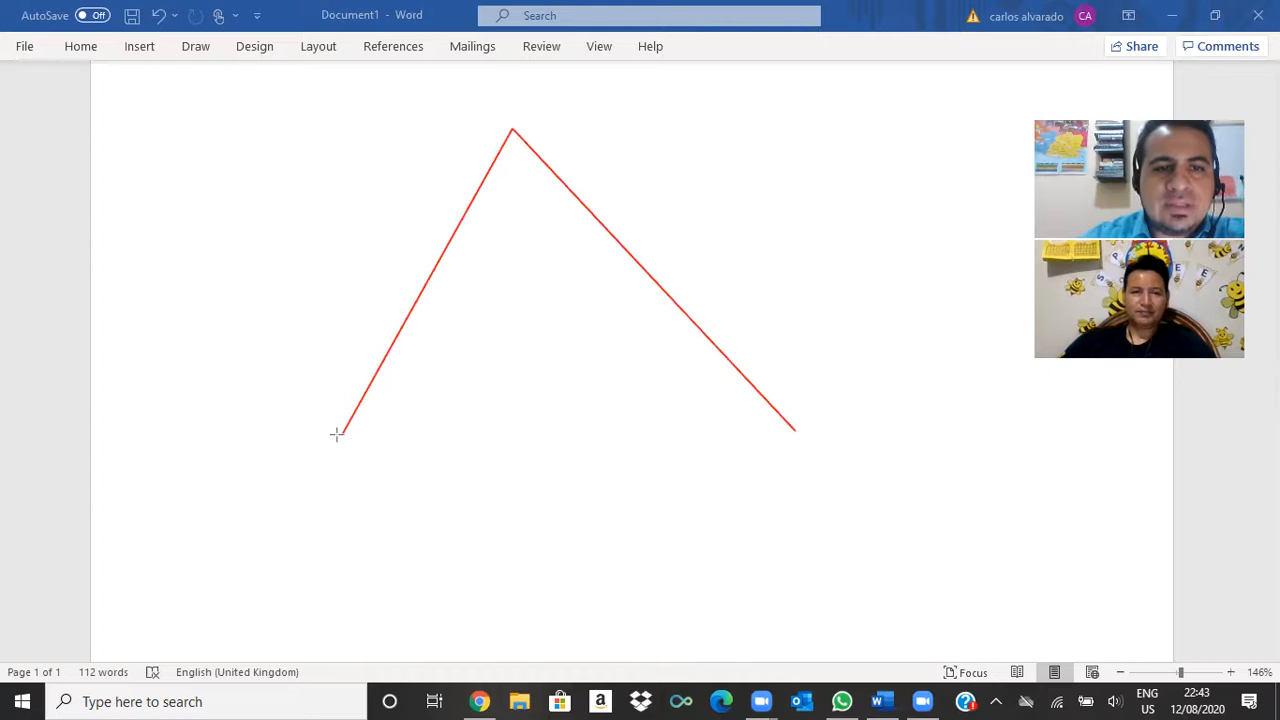 AutoSave Off Document1 - Word Search carlos alvarado CA
File Home Insert Draw Design Layout References Mailings Review View Help Share Comments
S P E E
Page 1 of 1 112 words English (United Kingdom) Focus 146%
Type here to search
ENG 22:43
US 12/08/2020